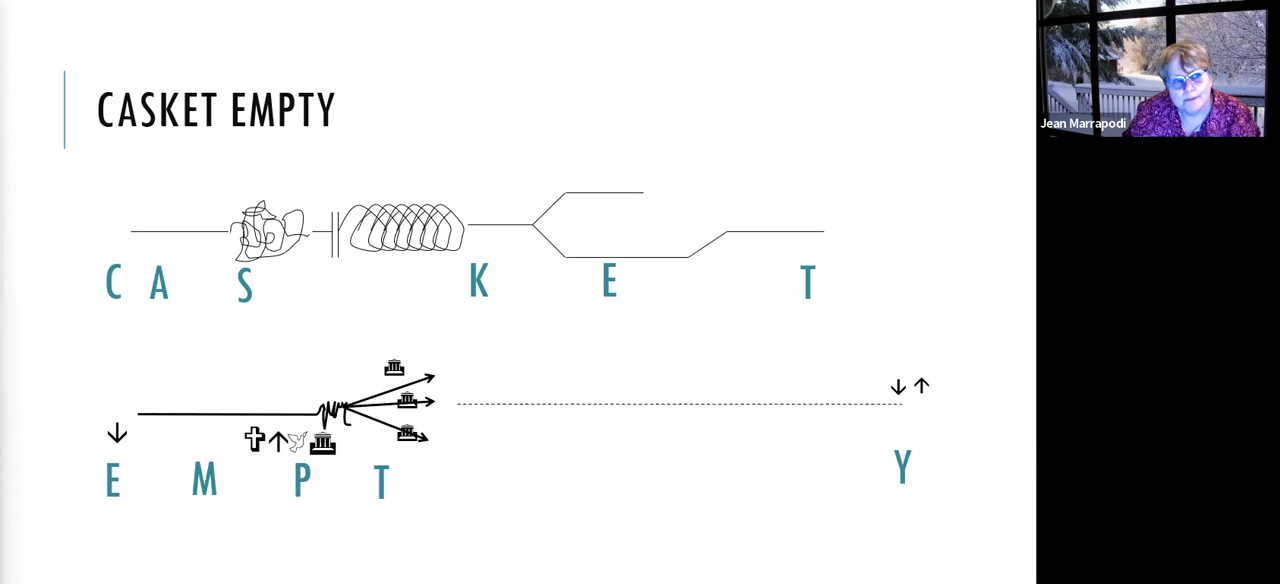 CASKET EMPTY
Jean Marrapodi
C A S K E T
E M P T Y